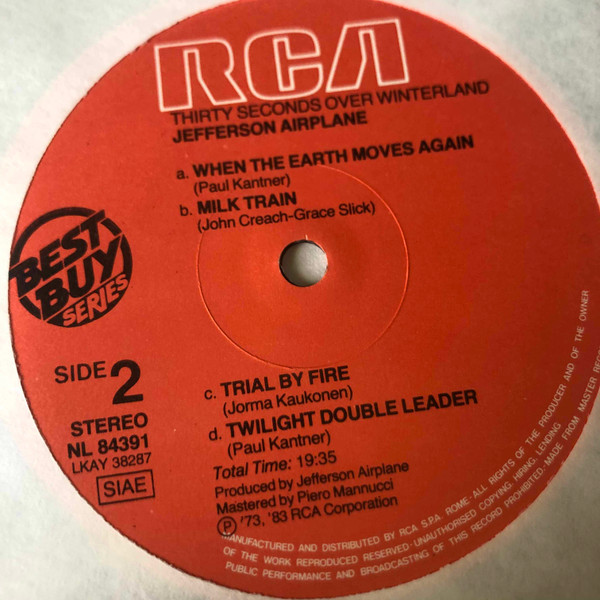 RCA
THIRTY SECONDS OVER WINTERLAND
JEFFERSON AIRPLANE
a. WHEN THE EARTH MOVES AGAIN
(Paul Kantner)
b. MILK TRAIN
(John Creach-Grace Slick)
BEST
BUY
SERIES
SIDE 2
STEREO
NL 84391
LKAY 38287
SIAE
c. TRIAL BY FIRE
(Jorma Kaukonen)
d. TWILIGHT DOUBLE LEADER
(Paul Kantner)
Total Time: 19:35
Produced by Jefferson Airplane
Mastered by Piero Mannucci
Ⓟ '73, '83 RCA Corporation
MANUFACTURED AND DISTRIBUTED BY RCA S.P.A. ROME-ALL RIGHTS OF THE PRODUCER AND OF THE OWNER
OF THE WORK REPRODUCED RESERVED-UNAUTHORISED COPYING, HIRING, LENDING
PUBLIC PERFORMANCE AND BROADCASTING OF THIS RECORD PROHIBITED-MADE FROM MASTER